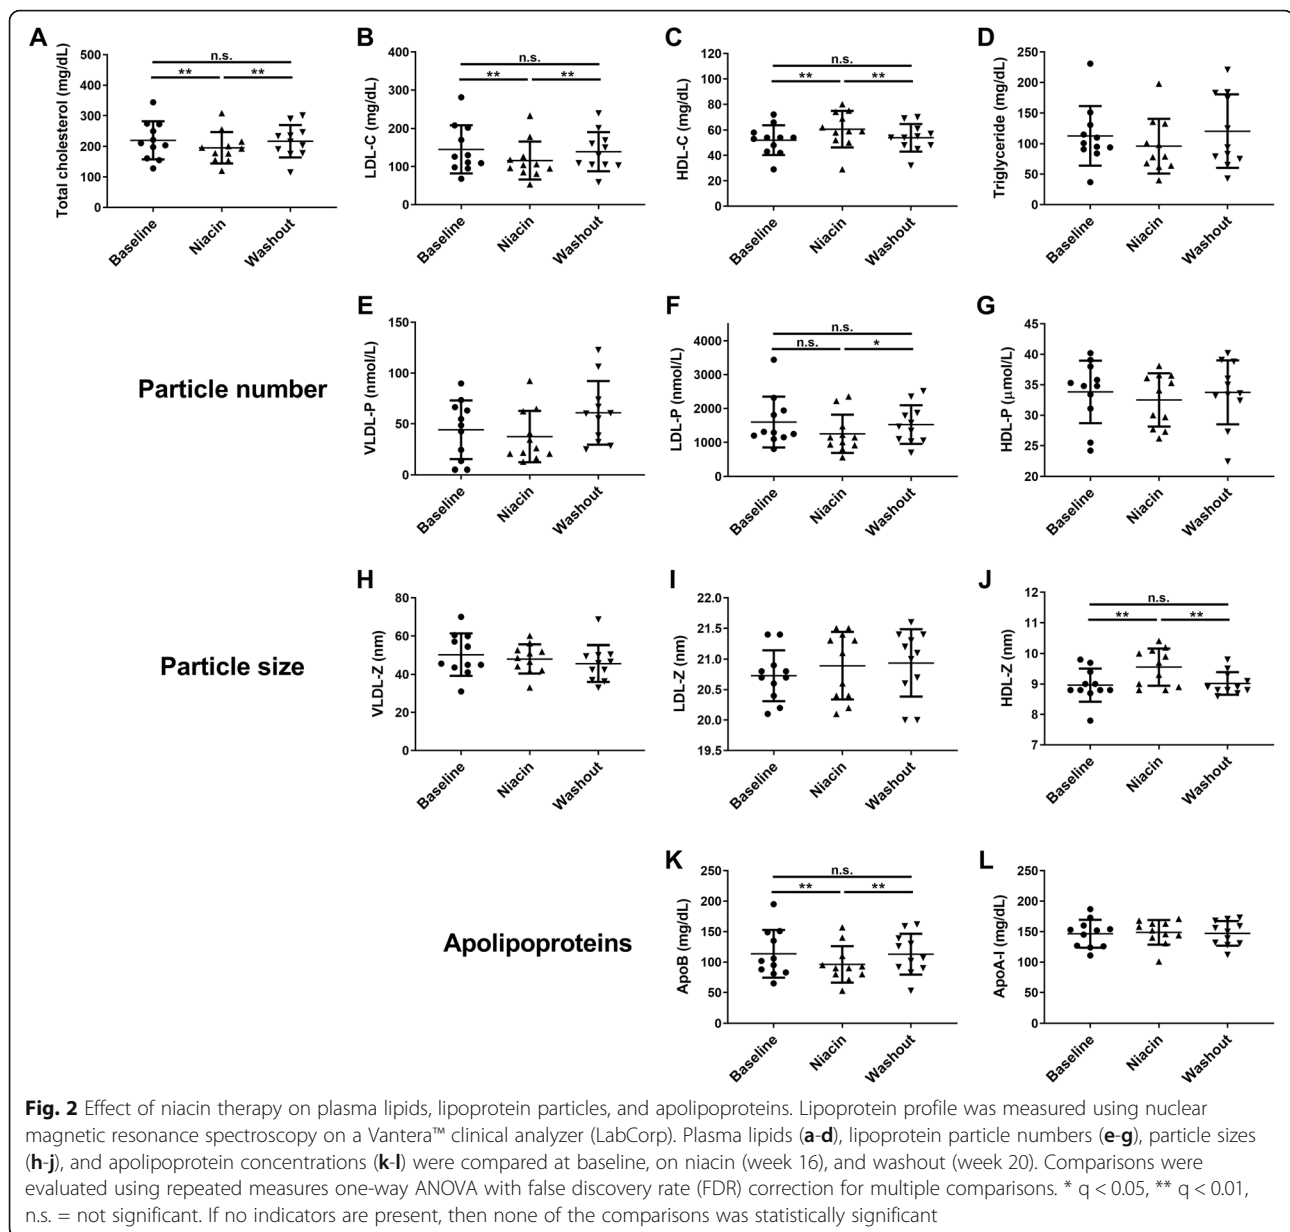 A
Total cholesterol (mg/dL)
500
400
300
200
100
0
n.s.
** **
Baseline
Niacin
Washout
B
LDL-C (mg/dL)
400
300
200
100
0
n.s.
** **
Baseline
Niacin
Washout
C
HDL-C (mg/dL)
120
100
80
60
40
20
0
n.s.
** **
Baseline
Niacin
Washout
D
Triglyceride (mg/dL)
250
200
150
100
50
0
Baseline
Niacin
Washout
Particle number
E
VLDL-P (nmol/L)
150
100
50
0
Baseline
Niacin
Washout
F
LDL-P (nmol/L)
4000
3000
2000
1000
0
n.s.
n.s. *
Baseline
Niacin
Washout
G
HDL-P (μmol/L)
45
40
35
30
25
20
Baseline
Niacin
Washout
Particle size
H
VLDL-Z (nm)
80
60
40
20
0
Baseline
Niacin
Washout
I
LDL-Z (nm)
22.0
21.5
21.0
20.5
20.0
19.5
Baseline
Niacin
Washout
J
HDL-Z (nm)
12
11
10
9
8
7
n.s.
** **
Baseline
Niacin
Washout
Apolipoproteins
K
ApoB (mg/dL)
250
200
150
100
50
0
n.s.
** **
Baseline
Niacin
Washout
L
ApoA-I (mg/dL)
250
200
150
100
50
0
Baseline
Niacin
Washout
Fig. 2 Effect of niacin therapy on plasma lipids, lipoprotein particles, and apolipoproteins. Lipoprotein profile was measured using nuclear
magnetic resonance spectroscopy on a Vantera™ clinical analyzer (LabCorp). Plasma lipids (a-d), lipoprotein particle numbers (e-g), particle sizes
(h-j), and apolipoprotein concentrations (k-l) were compared at baseline, on niacin (week 16), and washout (week 20). Comparisons were
evaluated using repeated measures one-way ANOVA with false discovery rate (FDR) correction for multiple comparisons. * q < 0.05, ** q < 0.01,
n.s. = not significant. If no indicators are present, then none of the comparisons was statistically significant